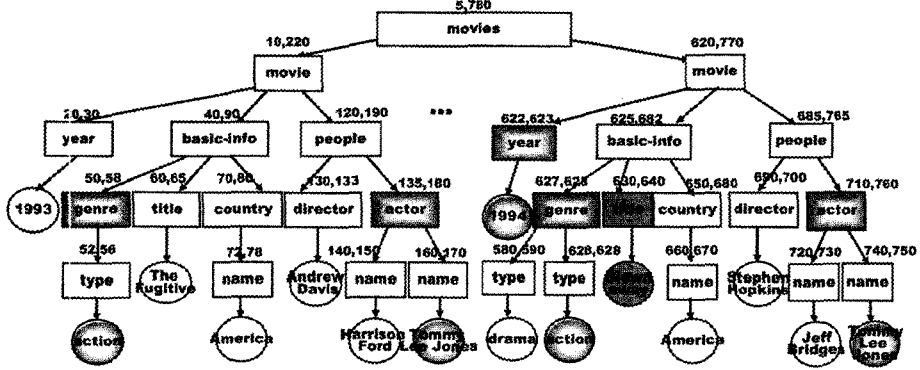 5,780
movies
10,220
620,770
movie
movie
20,30
40,90
120,190
•••
622,623
625,682
685,765
year
basic-info
people
year
basic-info
people
50,58
60,65
130,133
135,180
630,640
650,680
690,700
710,760
1993
genre
title
country
director
actor
1994
genre
country
director
actor
52,56
72,78
140,150
160,170
580,590
628,628
660,670
720,730
740,750
type
The
Fugitive
name
Andrew
Davis
name
name
type
type
name
Stephen
Hopkins
name
name
action
America
Harrison
Ford
Tommy
Lee Jones
drama
action
America
Jeff
Bridges
Tommy
Lee
Jones